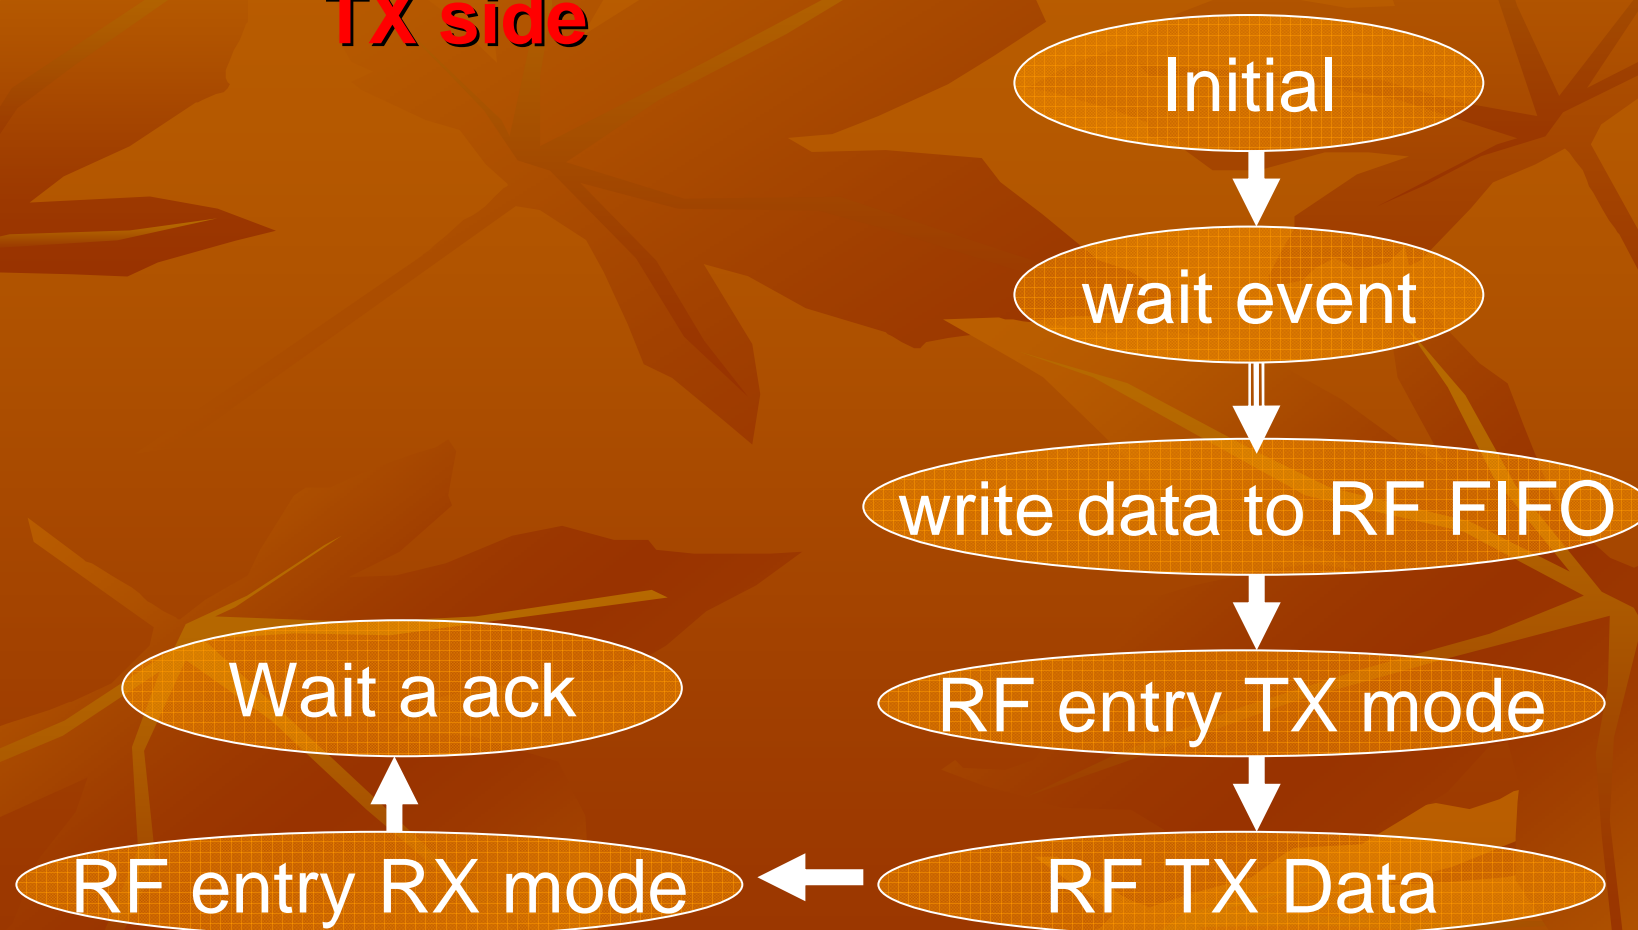 TX side
Initial
wait event
write data to RF FIFO
RF entry TX mode
RF TX Data
RF entry RX mode
Wait a ack